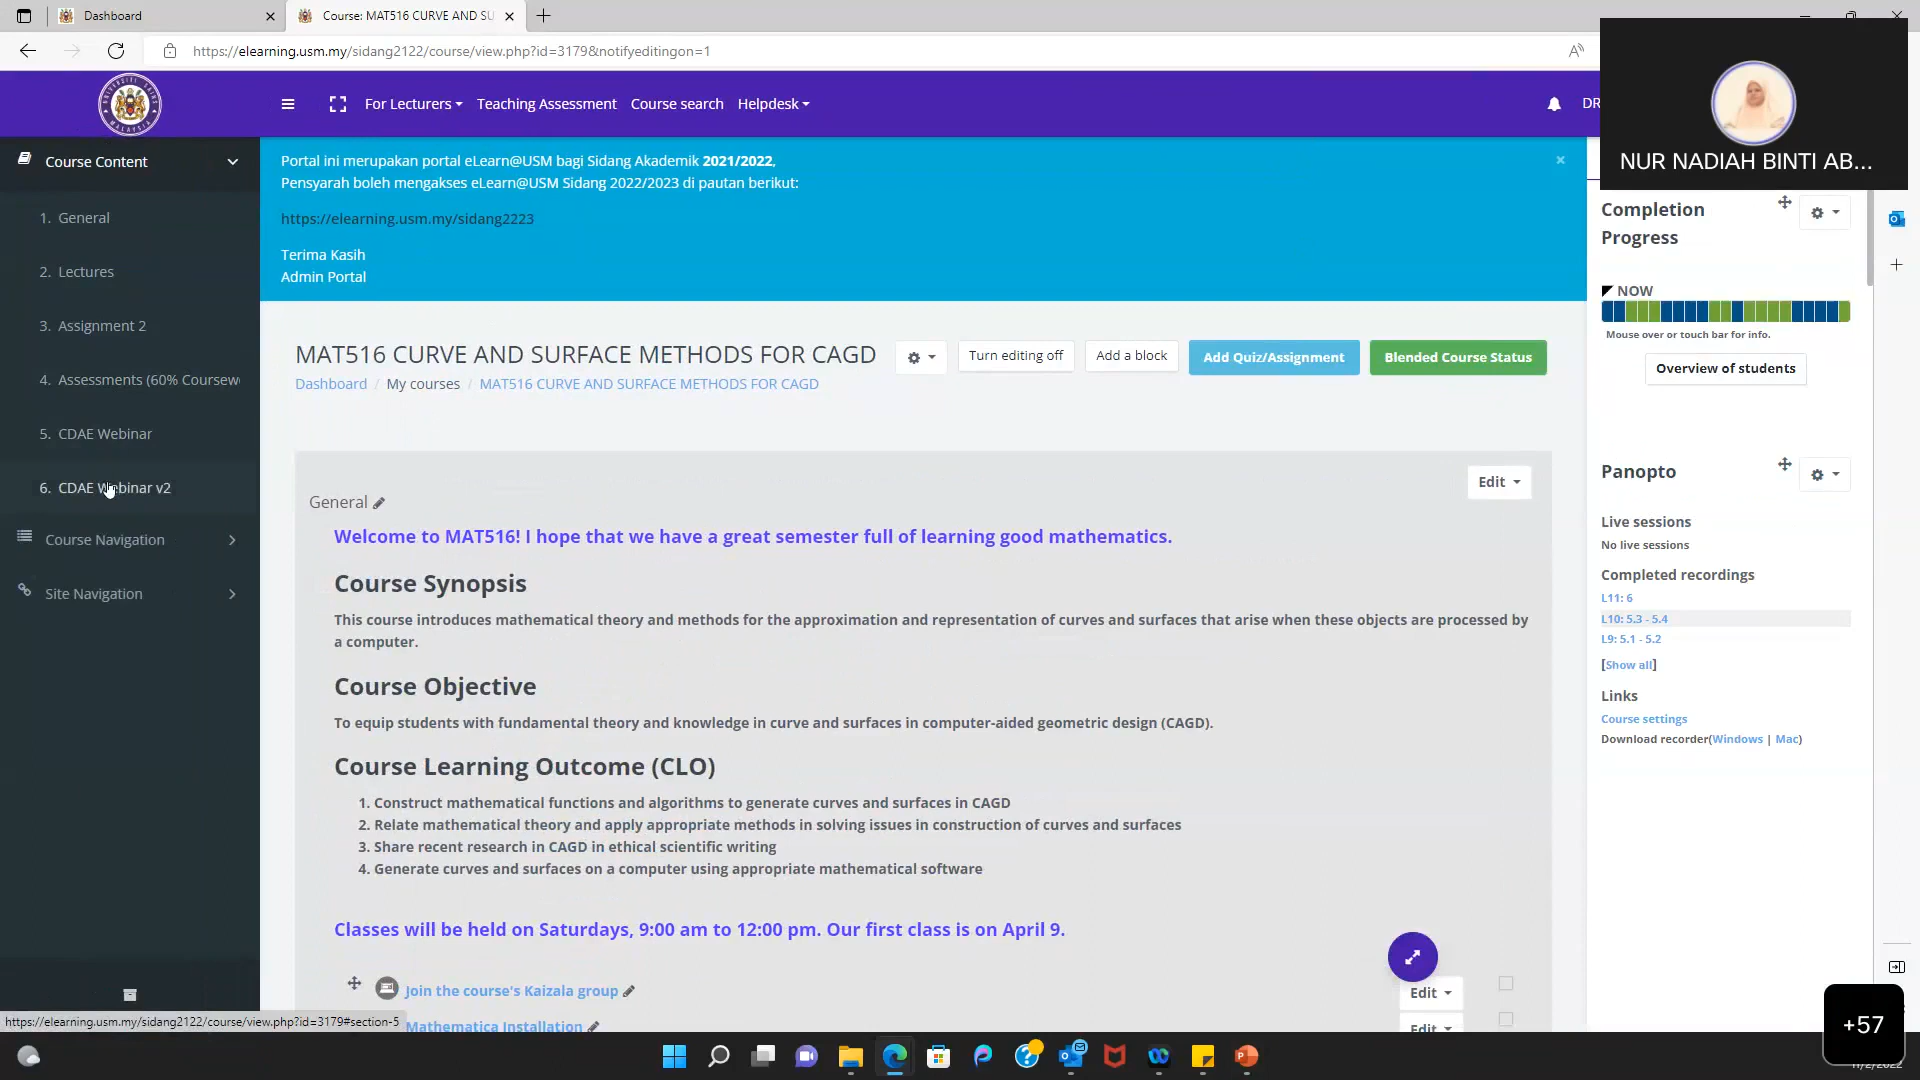 Dashboard
Course: MAT516 CURVE AND SU
https://elearning.usm.my/sidang2122/course/view.php?id=3179&notifyeditingon=1
For Lecturers
Teaching Assessment
Course search
Helpdesk
DR
NUR NADIAH BINTI AB...
Course Content
1. General
2. Lectures
3. Assignment 2
4. Assessments (60% Coursew
5. CDAE Webinar
6. CDAE Webinar v2
Course Navigation
Site Navigation
Portal ini merupakan portal eLearn@USM bagi Sidang Akademik 2021/2022,
Pensyarah boleh mengakses eLearn@USM Sidang 2022/2023 di pautan berikut:
https://elearning.usm.my/sidang2223
Terima Kasih
Admin Portal
MAT516 CURVE AND SURFACE METHODS FOR CAGD
Turn editing off
Add a block
Add Quiz/Assignment
Blended Course Status
Dashboard / My courses / MAT516 CURVE AND SURFACE METHODS FOR CAGD
Edit
General
Welcome to MAT516! I hope that we have a great semester full of learning good mathematics.
Course Synopsis
This course introduces mathematical theory and methods for the approximation and representation of curves and surfaces that arise when these objects are processed by
a computer.
Course Objective
To equip students with fundamental theory and knowledge in curve and surfaces in computer-aided geometric design (CAGD).
Course Learning Outcome (CLO)
1. Construct mathematical functions and algorithms to generate curves and surfaces in CAGD
2. Relate mathematical theory and apply appropriate methods in solving issues in construction of curves and surfaces
3. Share recent research in CAGD in ethical scientific writing
4. Generate curves and surfaces on a computer using appropriate mathematical software
Classes will be held on Saturdays, 9:00 am to 12:00 pm. Our first class is on April 9.
Join the course's Kaizala group
Edit
Mathematica Installation
Edit
Completion
Progress
NOW
Mouse over or touch bar for info.
Overview of students
Panopto
Live sessions
No live sessions
Completed recordings
L11: 6
L10: 5.3 - 5.4
L9: 5.1 - 5.2
[Show all]
Links
Course settings
Download recorder(Windows | Mac)
https://elearning.usm.my/sidang2122/course/view.php?id=3179#section-5
+57